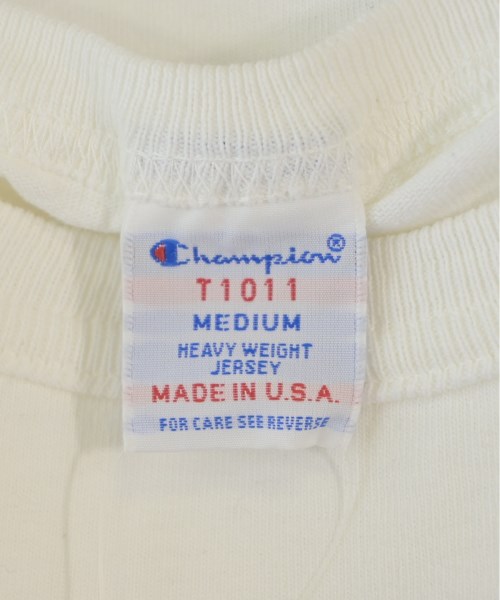 Champion®
T1011
MEDIUM
HEAVY WEIGHT
JERSEY
MADE IN U.S.A.
FOR CARE SEE REVERSE